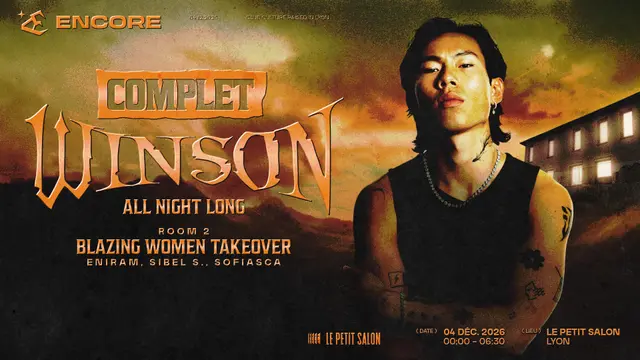 ENCORE
COMPLET
WINSON
ALL NIGHT LONG
ROOM 2
BLAZING WOMEN TAKEOVER
ENIRAM, SIBEL S., SOFIASCA
LE PETIT SALON
(DATE) 04 DÉC. 2026
00:00 - 06:30
(LIEU) LE PETIT SALON
LYON